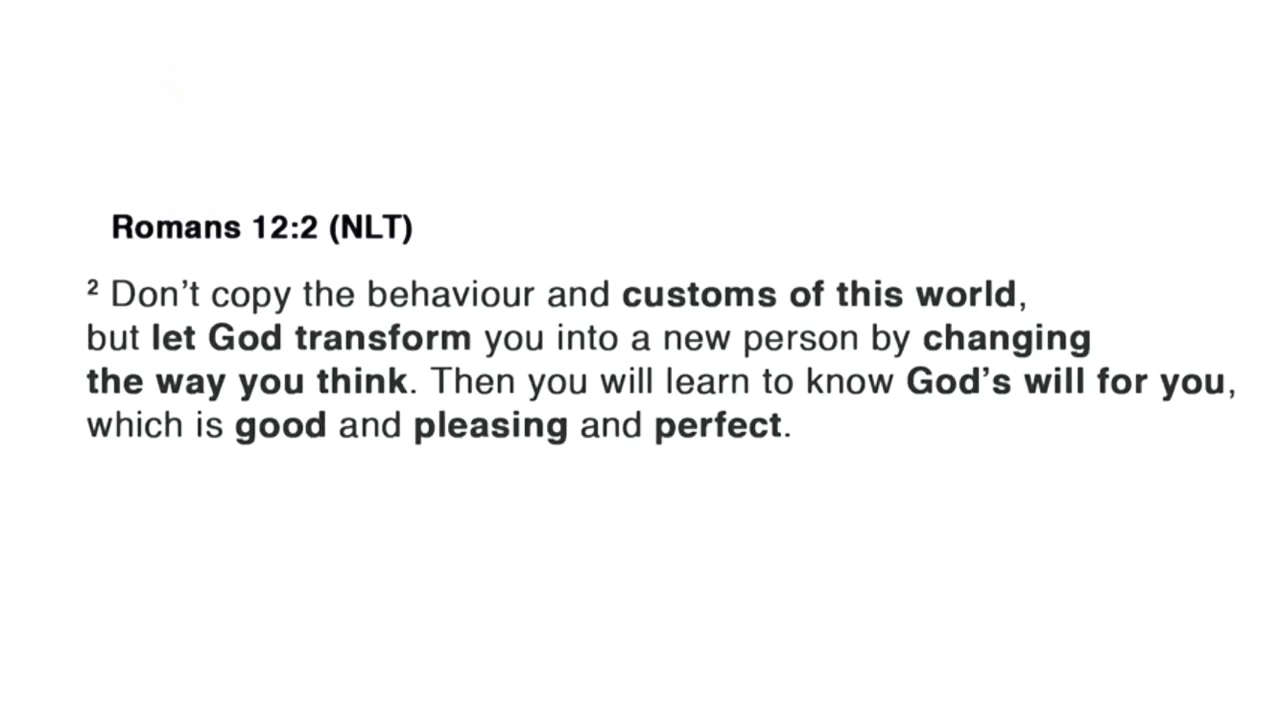 Romans 12:2 (NLT)
² Don’t copy the behaviour and customs of this world,
but let God transform you into a new person by changing
the way you think. Then you will learn to know God’s will for you,
which is good and pleasing and perfect.